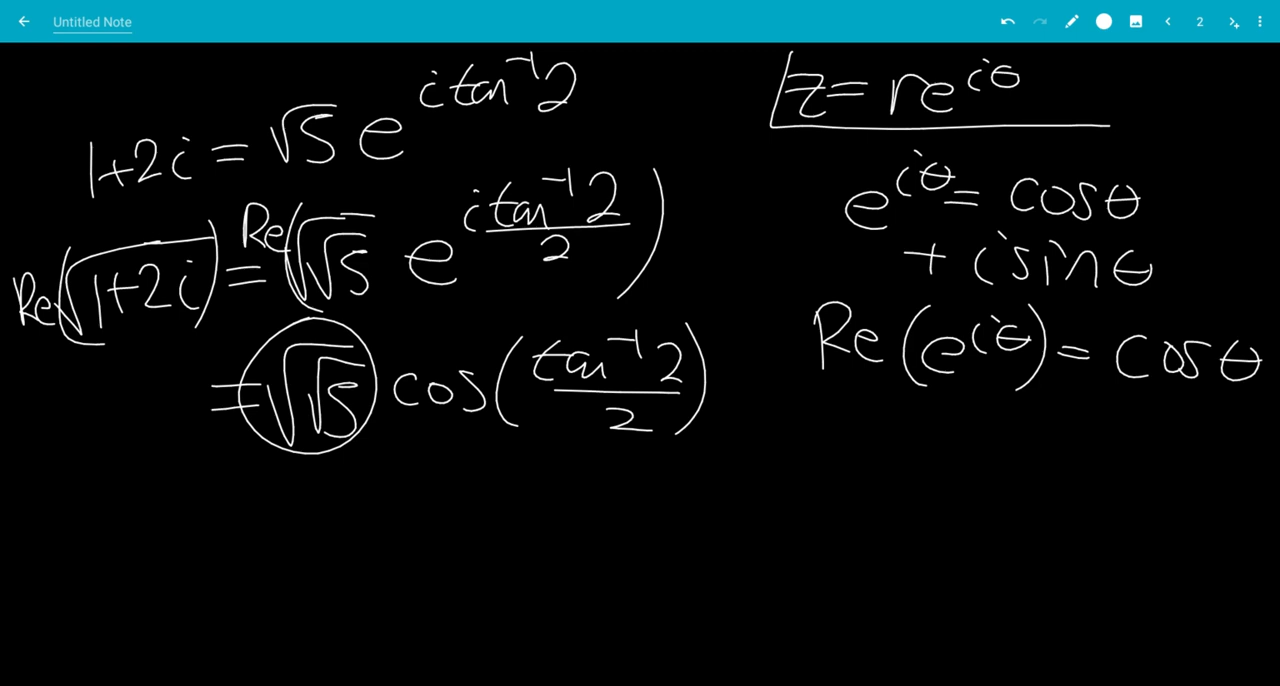 Untitled Note
2
1+2i = √5 e^(i tan⁻¹2)
Re(√(1+2i)) = Re(√√5 e^(i tan⁻¹2/2))
= √√5 cos(tan⁻¹2/2)
z = re^(iθ)
e^(iθ) = cosθ
+ i sinθ
Re(e^(iθ)) = cosθ